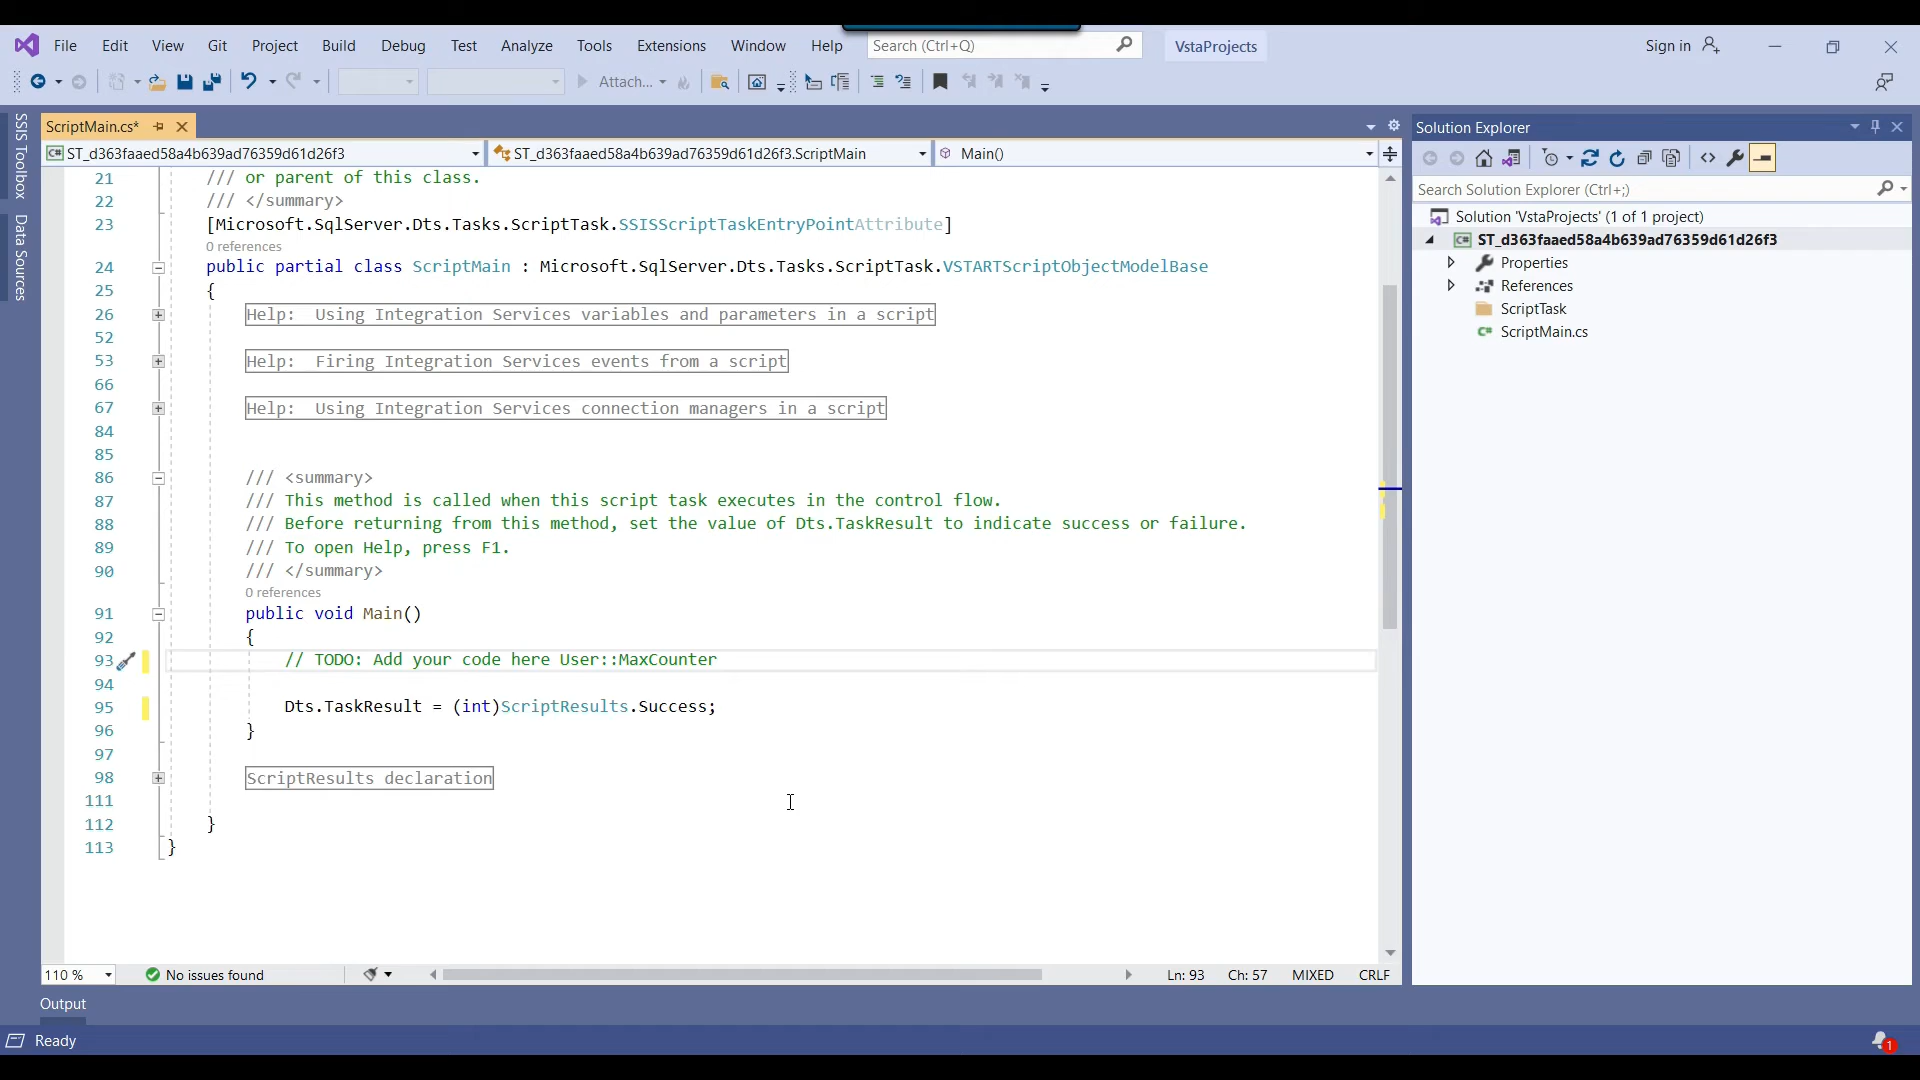 File Edit View Git Project Build Debug Test Analyze Tools Extensions Window Help Search (Ctrl+Q) VstaProjects Sign in
Attach...
SSIS Toolbox
Data Sources
ScriptMain.cs*
ST_d363faaed58a4b639ad76359d61d26f3 ST_d363faaed58a4b639ad76359d61d26f3.ScriptMain Main()
21 /// or parent of this class.
22 /// </summary>
23 [Microsoft.SqlServer.Dts.Tasks.ScriptTask.SSISScriptTaskEntryPointAttribute]
0 references
24 public partial class ScriptMain : Microsoft.SqlServer.Dts.Tasks.ScriptTask.VSTARTScriptObjectModelBase
25 {
26 Help:  Using Integration Services variables and parameters in a script
52
53 Help:  Firing Integration Services events from a script
66
67 Help:  Using Integration Services connection managers in a script
84
85
86 /// <summary>
87 /// This method is called when this script task executes in the control flow.
88 /// Before returning from this method, set the value of Dts.TaskResult to indicate success or failure.
89 /// To open Help, press F1.
90 /// </summary>
0 references
91 public void Main()
92 {
93 // TODO: Add your code here User::MaxCounter
94
95 Dts.TaskResult = (int)ScriptResults.Success;
96 }
97
98 ScriptResults declaration
111
112 }
113 }
110 % No issues found Ln: 93 Ch: 57 MIXED CRLF
Output
Ready
1
Solution Explorer
Search Solution Explorer (Ctrl+;)
Solution 'VstaProjects' (1 of 1 project)
C# ST_d363faaed58a4b639ad76359d61d26f3
Properties
References
ScriptTask
C# ScriptMain.cs